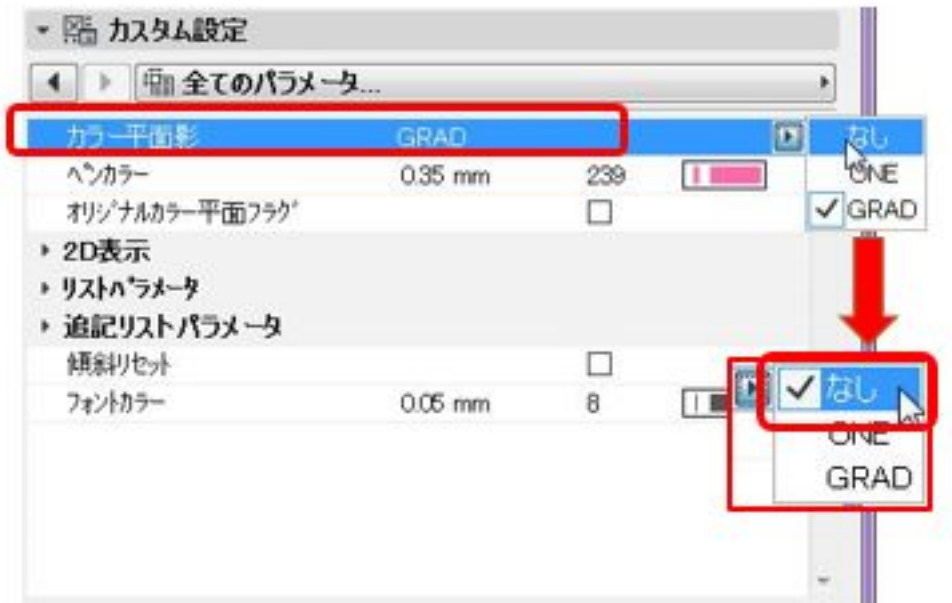 カスタム設定
全てのパラメータ...
カラー平面影 GRAD なし
ペンカラー 0.35 mm 239 ONE
オリジナルカラー平面フラグ GRAD
2D表示
リストパラメータ
追記リストパラメータ
傾斜リセット
フォントカラー 0.05 mm 8 なし
ONE
GRAD